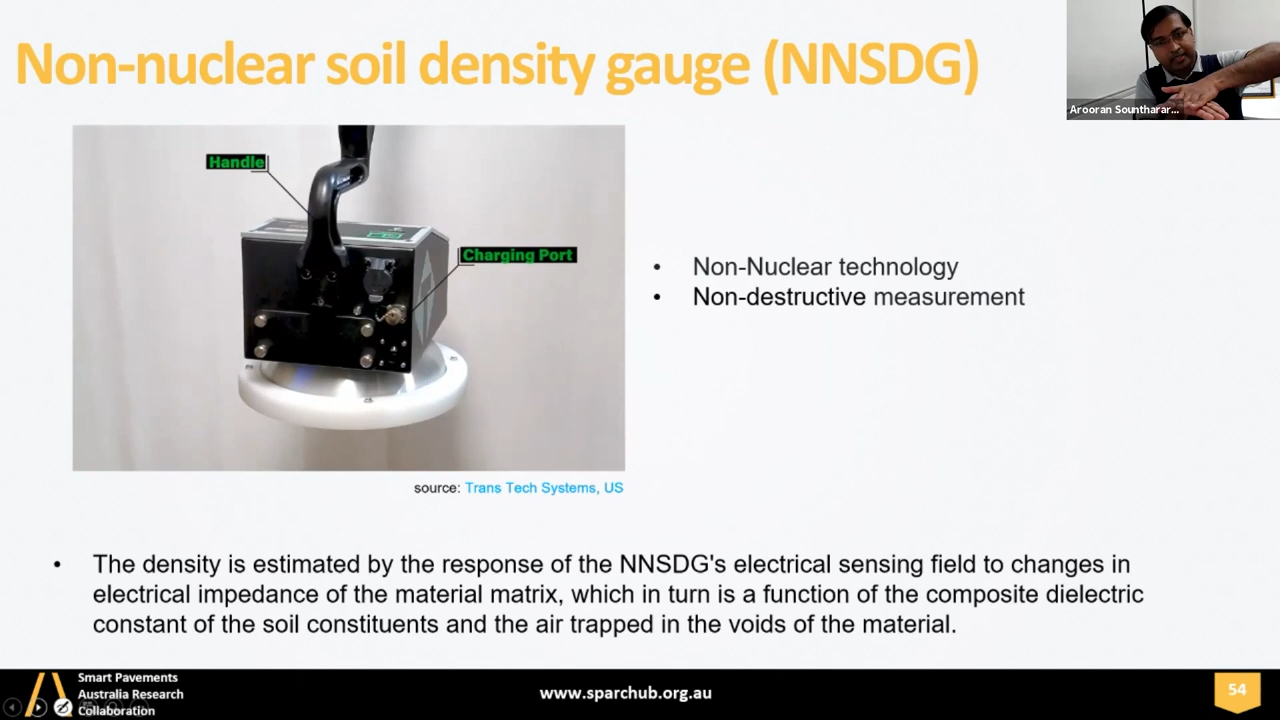 Non-nuclear soil density gauge (NNSDG)
Arooran Sountharar...
Handle
Charging Port
• Non-Nuclear technology
• Non-destructive measurement
source: Trans Tech Systems, US
• The density is estimated by the response of the NNSDG's electrical sensing field to changes in
electrical impedance of the material matrix, which in turn is a function of the composite dielectric
constant of the soil constituents and the air trapped in the voids of the material.
Smart Pavements
Australia Research
Collaboration
www.sparchub.org.au
54